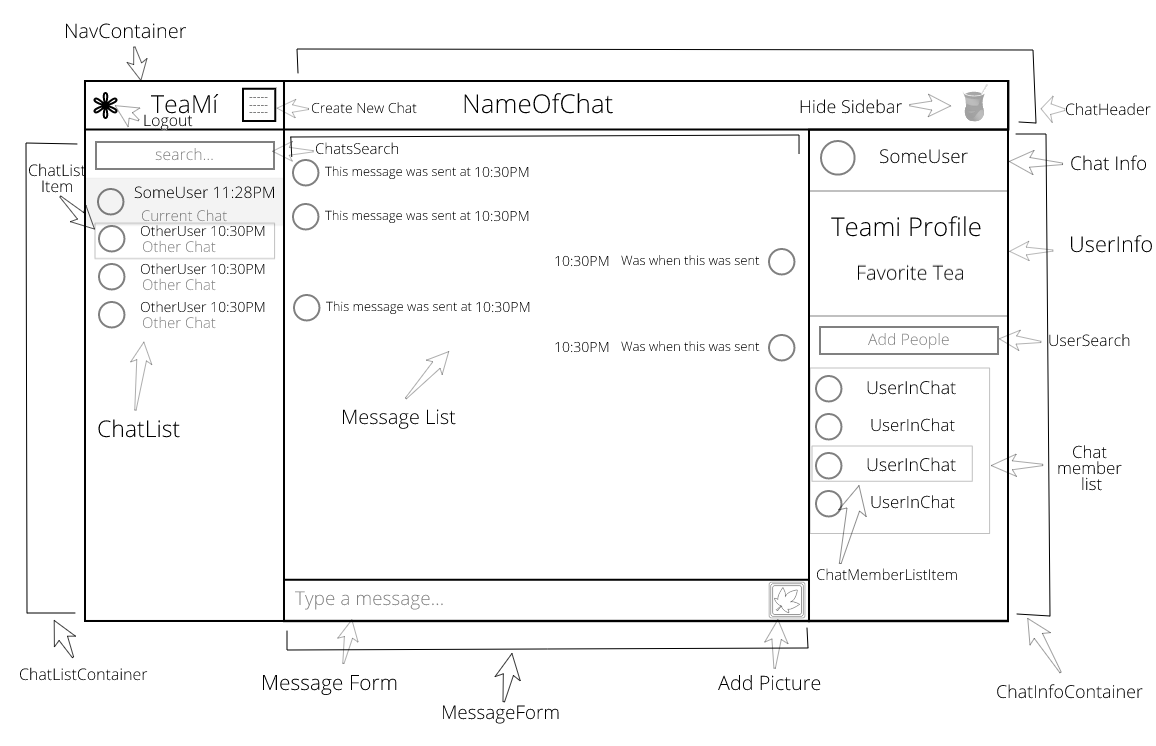 NavContainer
TeaMí
Logout
Create New Chat
NameOfChat
Hide Sidebar
ChatHeader
search...
ChatsSearch
ChatList
Item
SomeUser 11:28PM
Current Chat
OtherUser 10:30PM
Other Chat
OtherUser 10:30PM
Other Chat
OtherUser 10:30PM
Other Chat
ChatList
ChatListContainer
This message was sent at 10:30PM
This message was sent at 10:30PM
10:30PM Was when this was sent
This message was sent at 10:30PM
10:30PM Was when this was sent
Message List
Type a message...
Message Form
MessageForm
Add Picture
SomeUser
Chat Info
Teami Profile
Favorite Tea
UserInfo
Add People
UserSearch
UserInChat
UserInChat
UserInChat
UserInChat
Chat
member
list
ChatMemberListItem
ChatInfoContainer